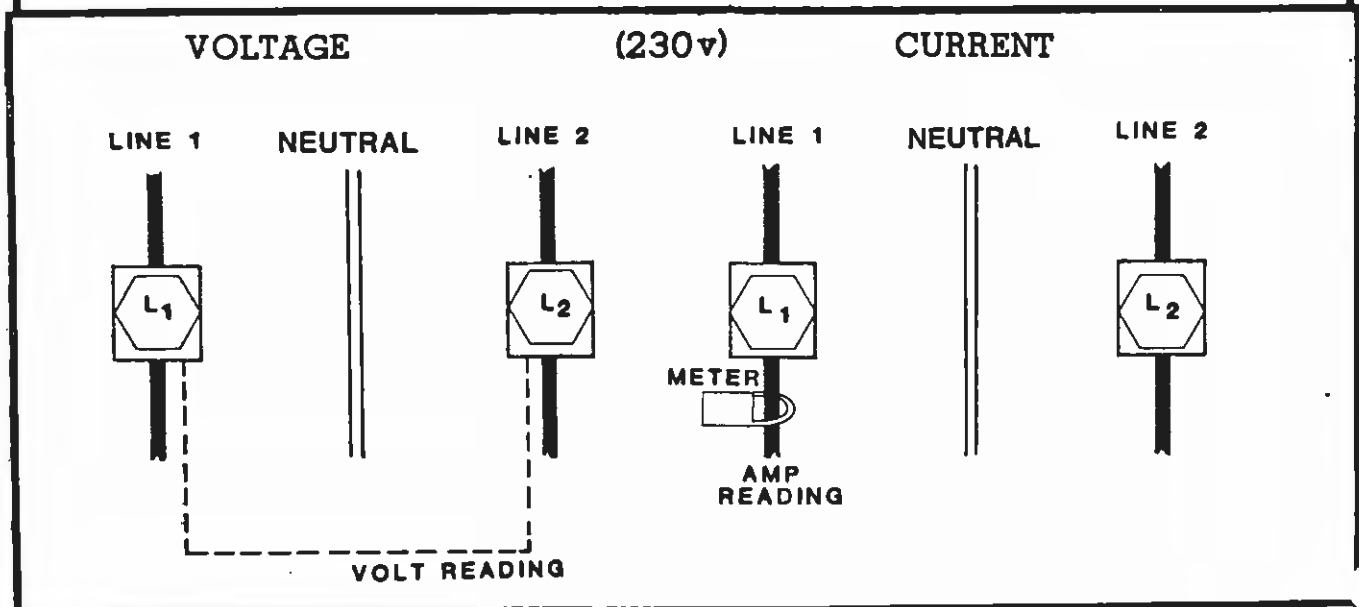 VOLTAGE (230v) CURRENT
LINE 1 NEUTRAL LINE 2 LINE 1 NEUTRAL LINE 2
L1 L2 L1 L2
METER
AMP
READING
VOLT READING